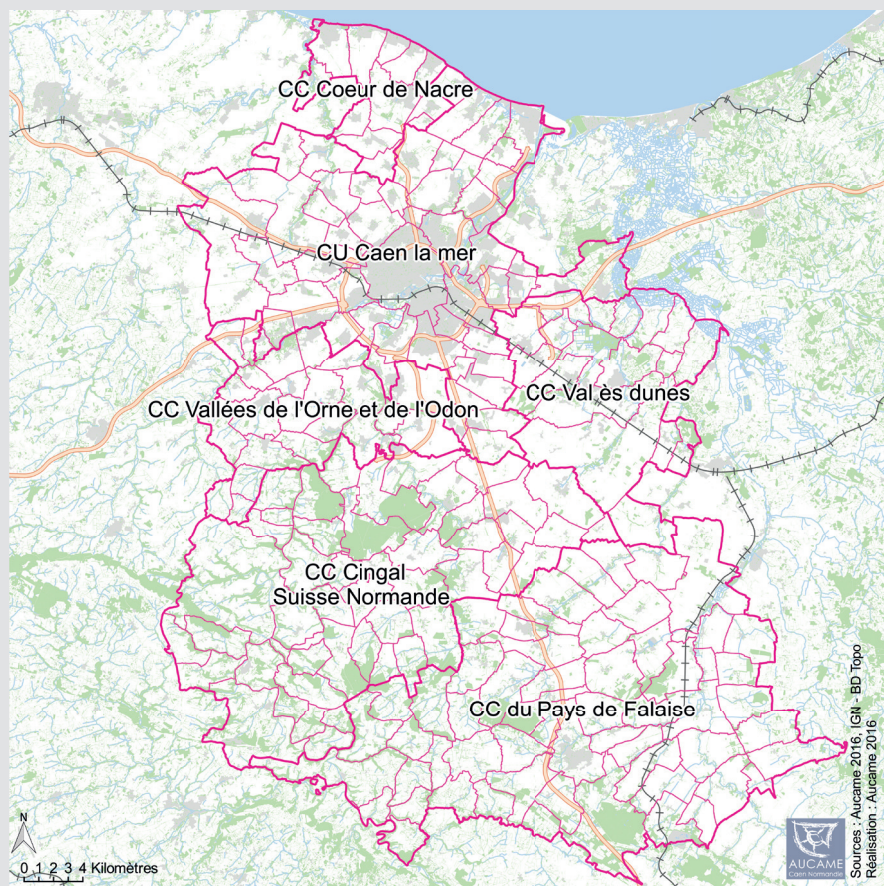 CC Coeur de Nacre
CU Caen la mer
CC Val ès dunes
CC Vallées de l'Orne et de l'Odon
CC Cingal
Suisse Normande
CC du Pays de Falaise
N
0 1 2 3 4 Kilomètres
AUCAME
Caen Normandie
Sources : Aucame 2016, IGN - BD Topo
Réalisation : Aucame 2016